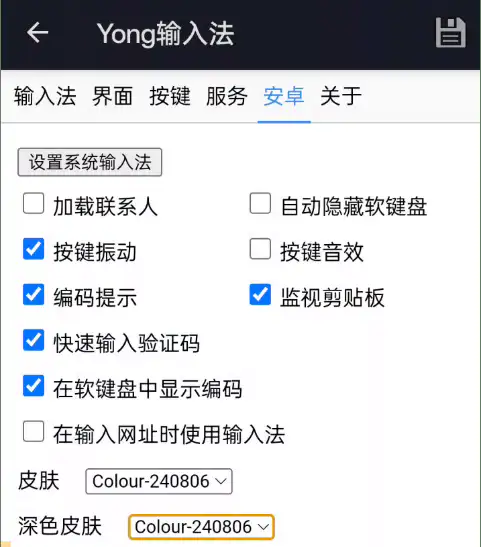 Yong输入法
输入法 界面 按键 服务 安卓 关于
设置系统输入法
加载联系人 自动隐藏软键盘
按键振动 按键音效
编码提示 监视剪贴板
快速输入验证码
在软键盘中显示编码
在输入网址时使用输入法
皮肤 Colour-240806
深色皮肤 Colour-240806